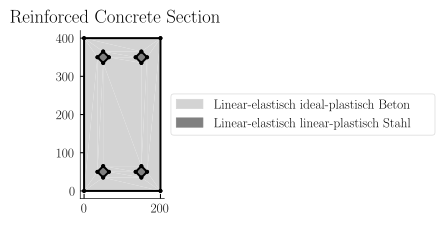 Reinforced Concrete Section
400
300
200
100
0
0
200
Linear-elastisch ideal-plastisch Beton
Linear-elastisch linear-plastisch Stahl